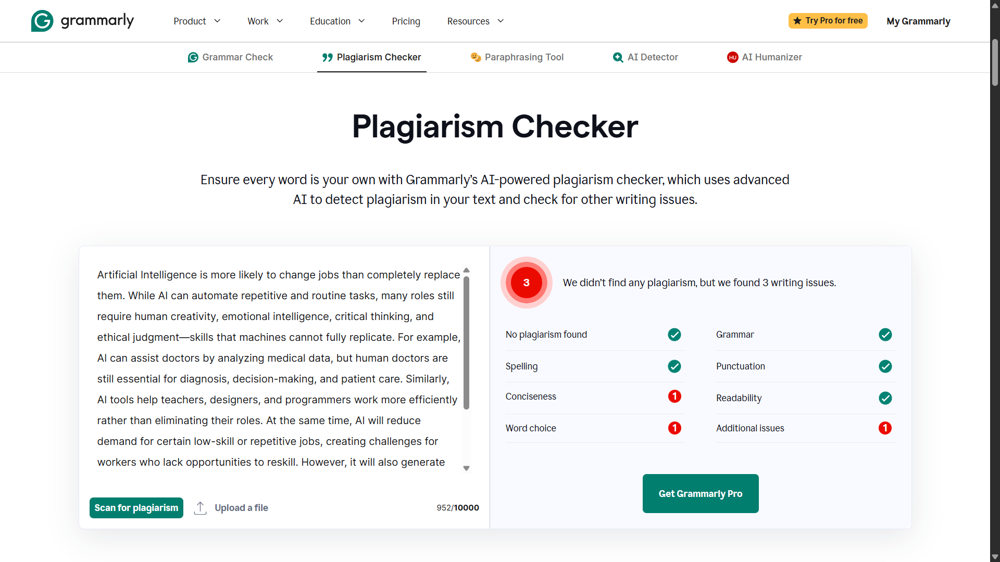 grammarly
Product
Work
Education
Pricing
Resources
Try Pro for free
My Grammarly
Grammar Check
Plagiarism Checker
Paraphrasing Tool
AI Detector
HU
AI Humanizer
Plagiarism Checker
Ensure every word is your own with Grammarly’s AI-powered plagiarism checker, which uses advanced
AI to detect plagiarism in your text and check for other writing issues.
Artificial Intelligence is more likely to change jobs than completely replace
them. While AI can automate repetitive and routine tasks, many roles still
require human creativity, emotional intelligence, critical thinking, and
ethical judgment—skills that machines cannot fully replicate. For example,
AI can assist doctors by analyzing medical data, but human doctors are
still essential for diagnosis, decision-making, and patient care. Similarly,
AI tools help teachers, designers, and programmers work more efficiently
rather than eliminating their roles. At the same time, AI will reduce
demand for certain low-skill or repetitive jobs, creating challenges for
workers who lack opportunities to reskill. However, it will also generate
Scan for plagiarism
Upload a file
952/10000
3
We didn’t find any plagiarism, but we found 3 writing issues.
No plagiarism found
Grammar
Spelling
Punctuation
Conciseness
1
Readability
Word choice
1
Additional issues
1
Get Grammarly Pro